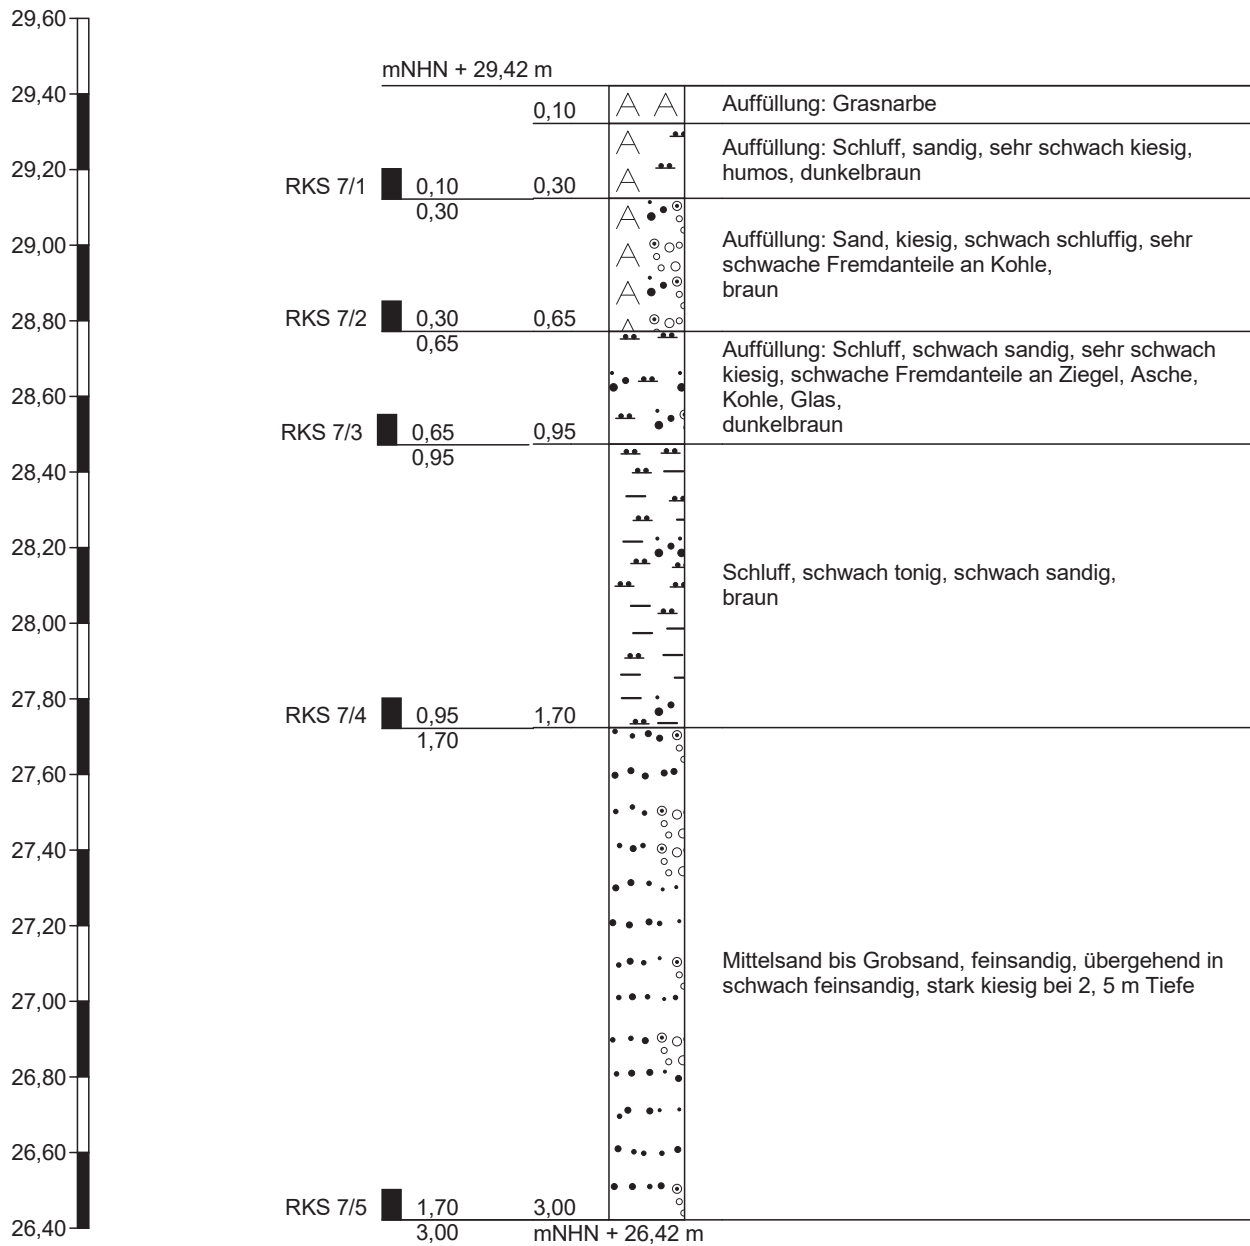 29,60
mNHN + 29,42 m
29,40
0,10
Auffüllung: Grasnarbe
29,20
Auffüllung: Schluff, sandig, sehr schwach kiesig,
humos, dunkelbraun
RKS 7/1
0,10
0,30
0,30
29,00
Auffüllung: Sand, kiesig, schwach schluffig, sehr
schwache Fremdanteile an Kohle,
braun
28,80
RKS 7/2
0,30
0,65
0,65
Auffüllung: Schluff, schwach sandig, sehr schwach
kiesig, schwache Fremdanteile an Ziegel, Asche,
Kohle, Glas,
dunkelbraun
28,60
RKS 7/3
0,65
0,95
0,95
28,40
28,20
Schluff, schwach tonig, schwach sandig,
braun
28,00
27,80
RKS 7/4
0,95
1,70
1,70
27,60
27,40
27,20
Mittelsand bis Grobsand, feinsandig, übergehend in
schwach feinsandig, stark kiesig bei 2, 5 m Tiefe
27,00
26,80
26,60
RKS 7/5
1,70
3,00
3,00
26,40
mNHN + 26,42 m